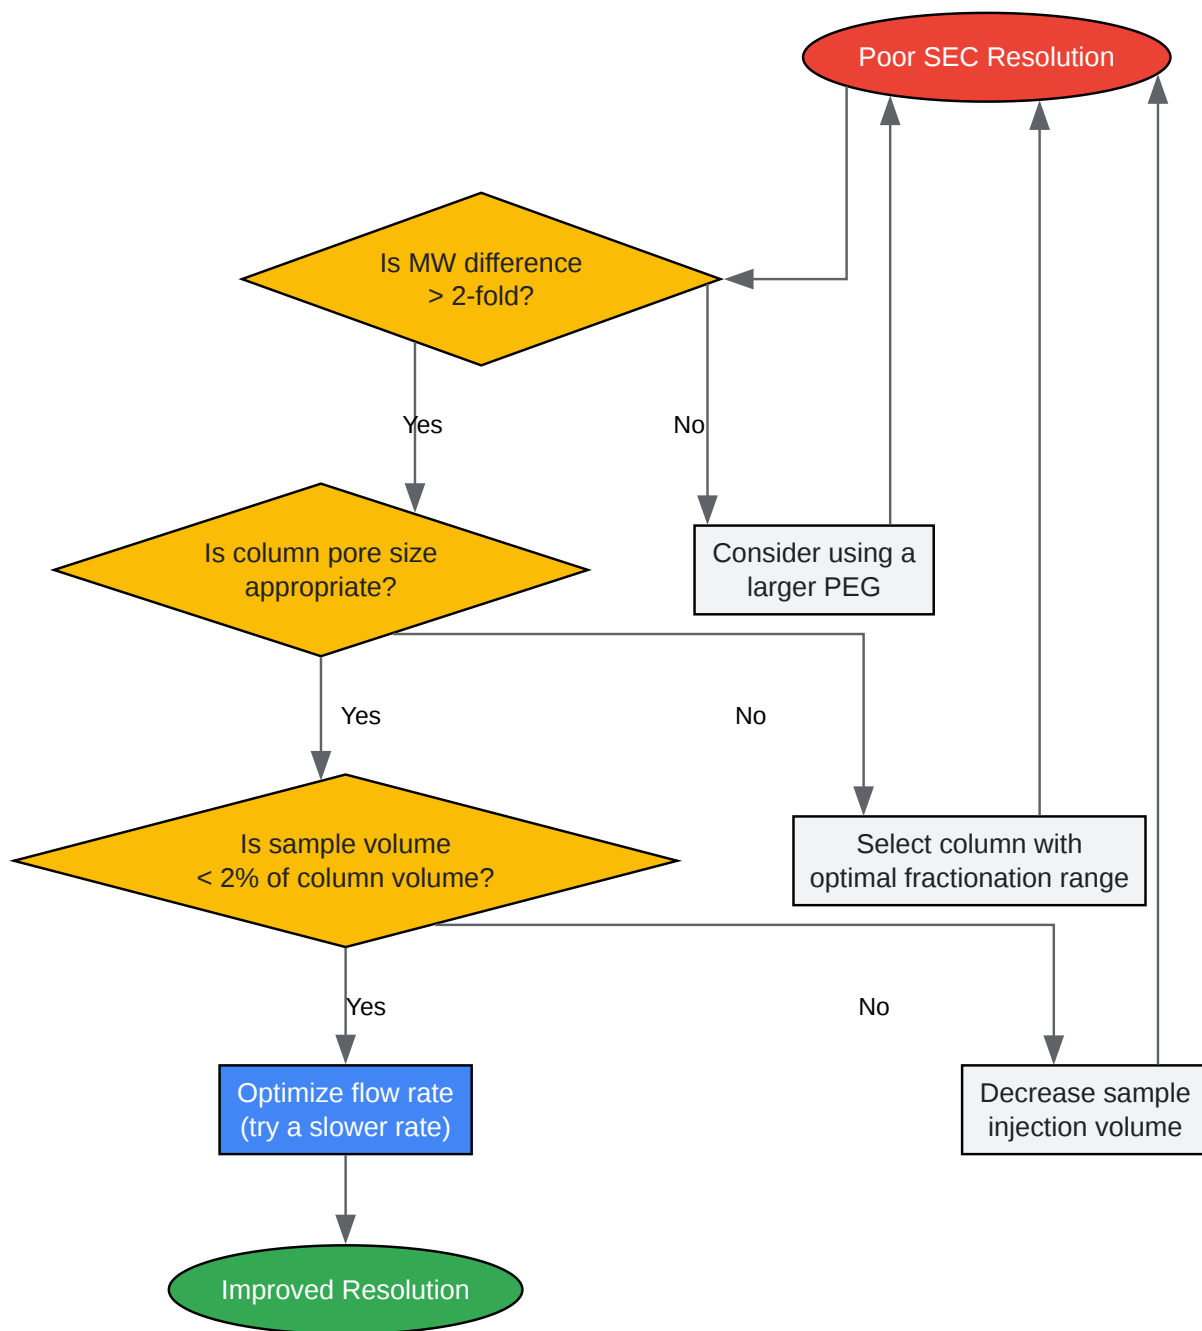 Poor SEC Resolution
Is MW difference
> 2-fold?
Yes
No
Is column pore size
appropriate?
Consider using a
larger PEG
Yes
No
Is sample volume
< 2% of column volume?
Select column with
optimal fractionation range
Yes
No
Optimize flow rate
(try a slower rate)
Decrease sample
injection volume
Improved Resolution